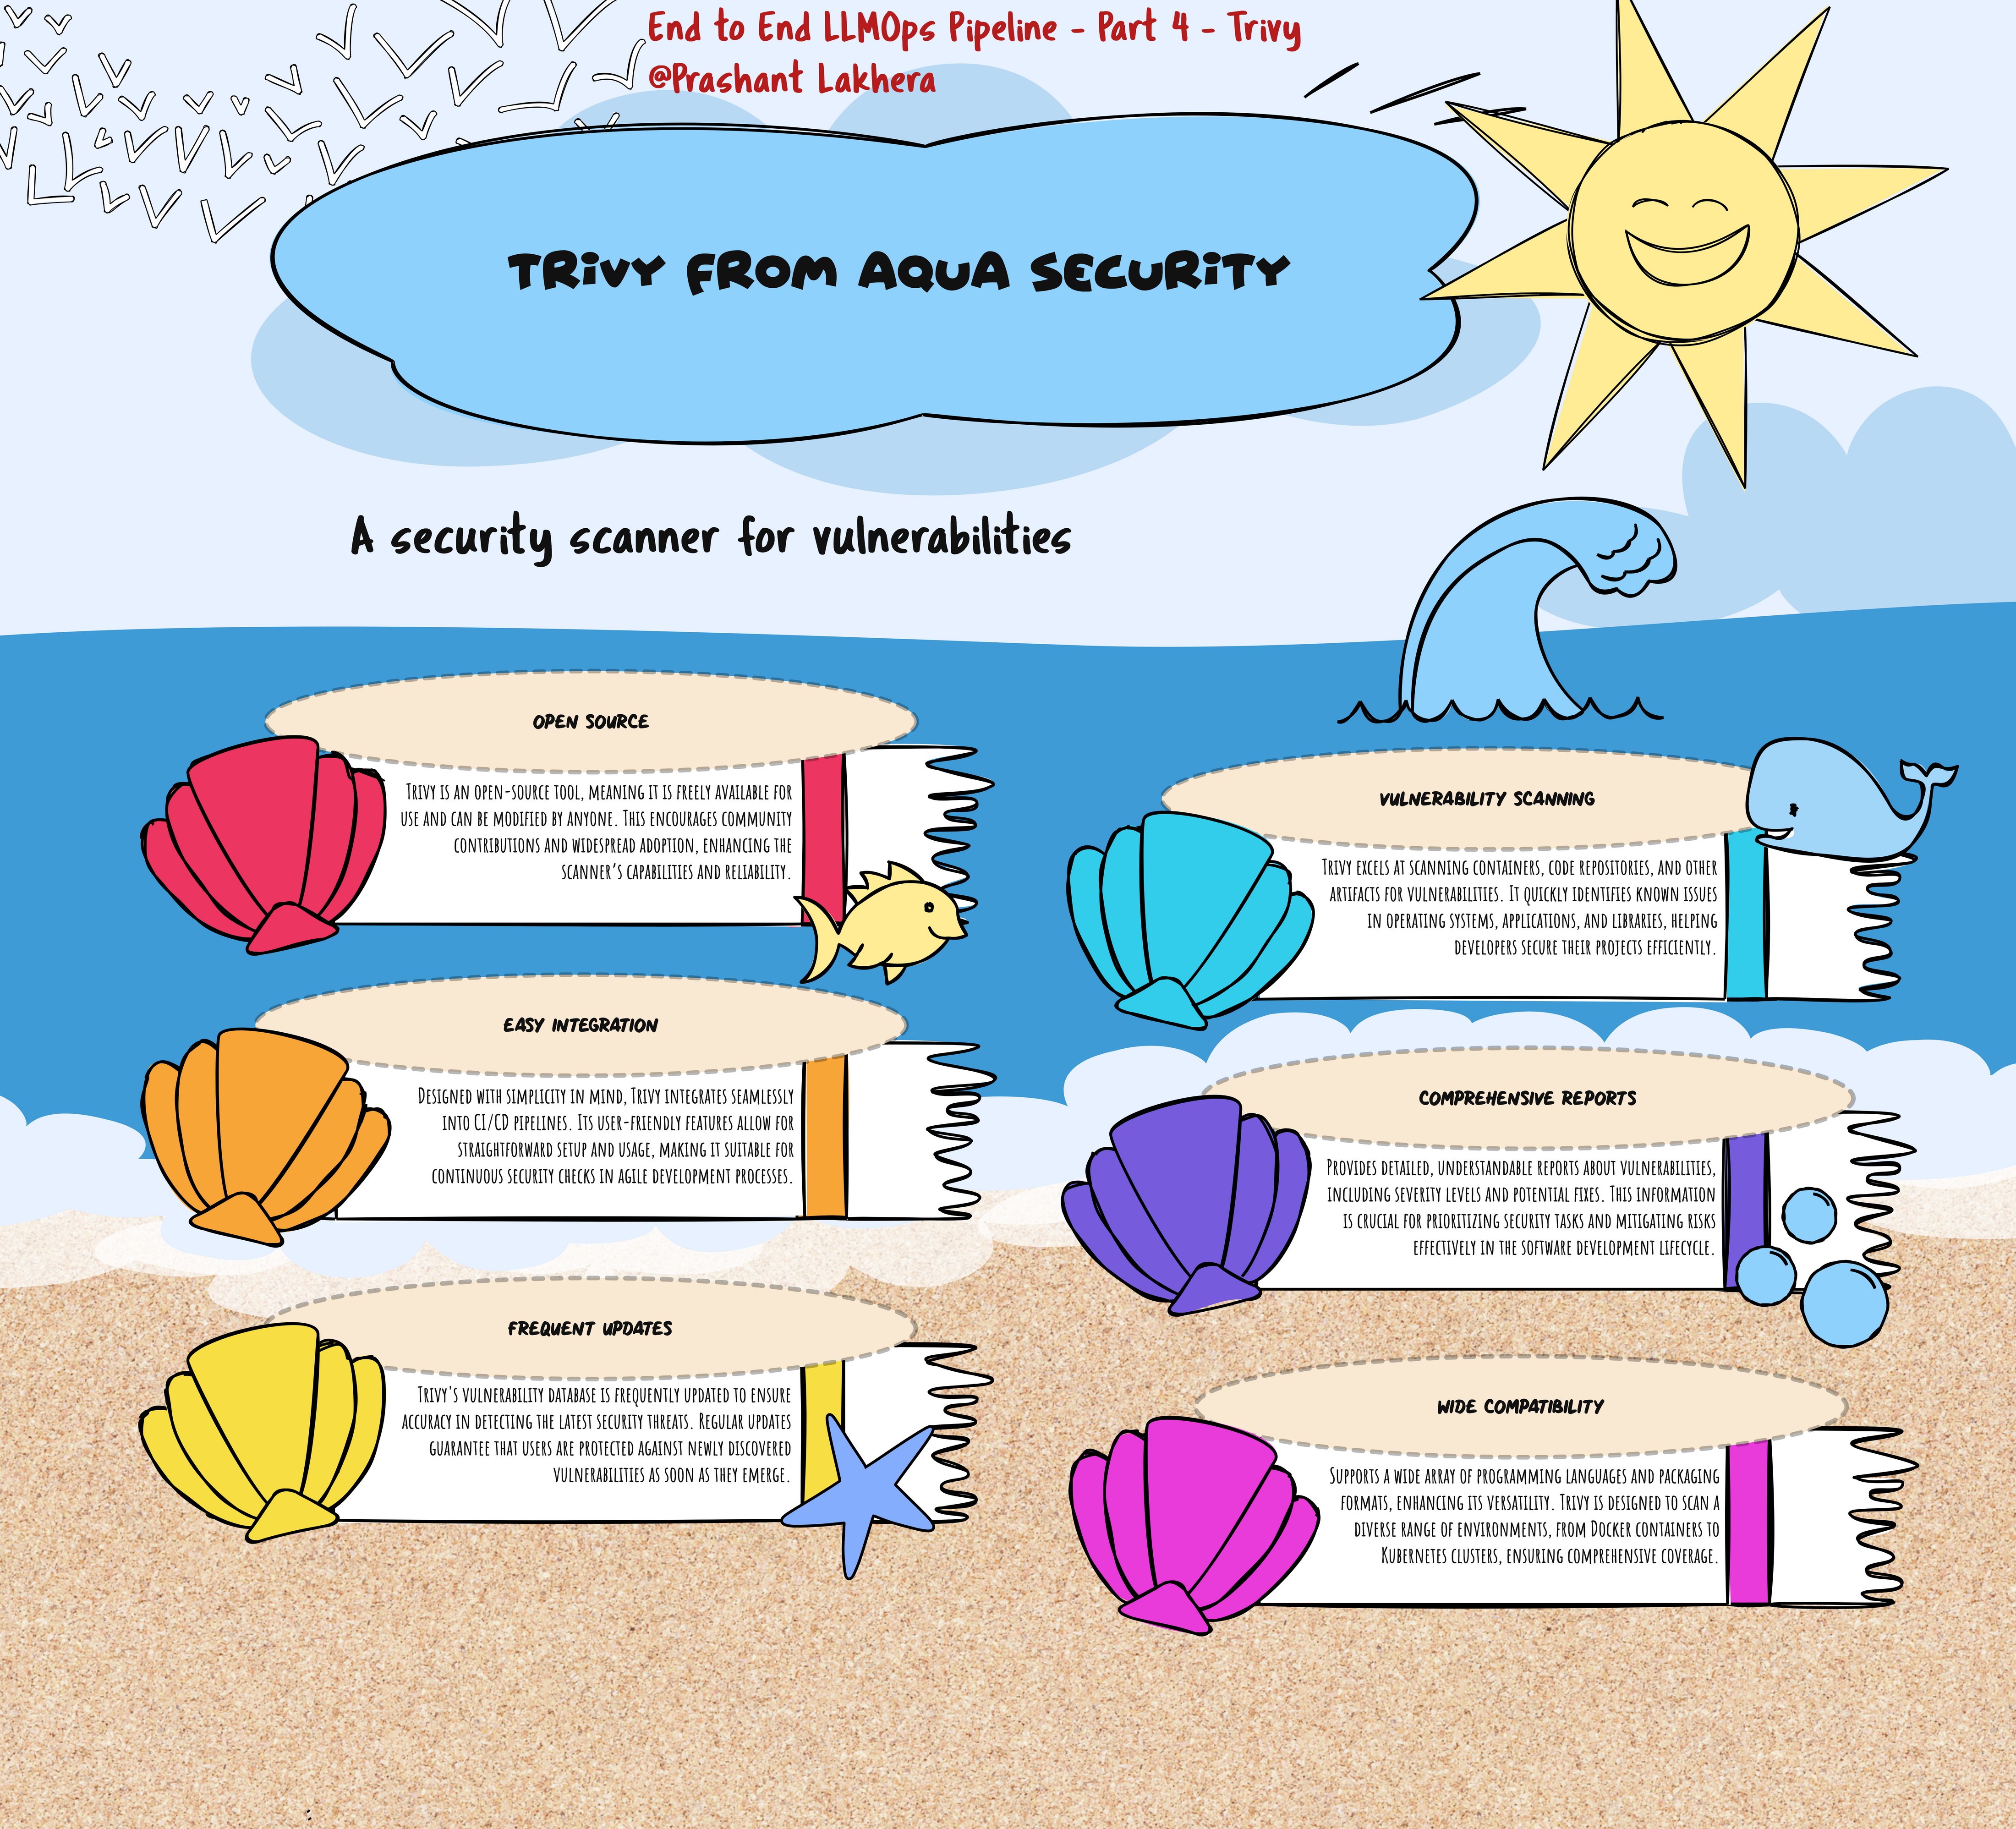 End to End LLMOps Pipeline - Part 4 - Trivy
@Prashant Lakhera
TRiVY FROM AQUA SECURiTY
A security scanner for vulnerabilities
OPEN SOURCE
Trivy is an open-source tool, meaning it is freely available for
use and can be modified by anyone. This encourages community
contributions and widespread adoption, enhancing the
scanner's capabilities and reliability.
EASY INTEGRATION
Designed with simplicity in mind, Trivy integrates seamlessly
into CI/CD pipelines. Its user-friendly features allow for
straightforward setup and usage, making it suitable for
continuous security checks in agile development processes.
FREQUENT UPDATES
Trivy's vulnerability database is frequently updated to ensure
accuracy in detecting the latest security threats. Regular updates
guarantee that users are protected against newly discovered
vulnerabilities as soon as they emerge.
VULNERABILITY SCANNING
Trivy excels at scanning containers, code repositories, and other
artifacts for vulnerabilities. It quickly identifies known issues
in operating systems, applications, and libraries, helping
developers secure their projects efficiently.
COMPREHENSIVE REPORTS
Provides detailed, understandable reports about vulnerabilities,
including severity levels and potential fixes. This information
is crucial for prioritizing security tasks and mitigating risks
effectively in the software development lifecycle.
WIDE COMPATIBILITY
Supports a wide array of programming languages and packaging
formats, enhancing its versatility. Trivy is designed to scan a
diverse range of environments, from Docker containers to
Kubernetes clusters, ensuring comprehensive coverage.